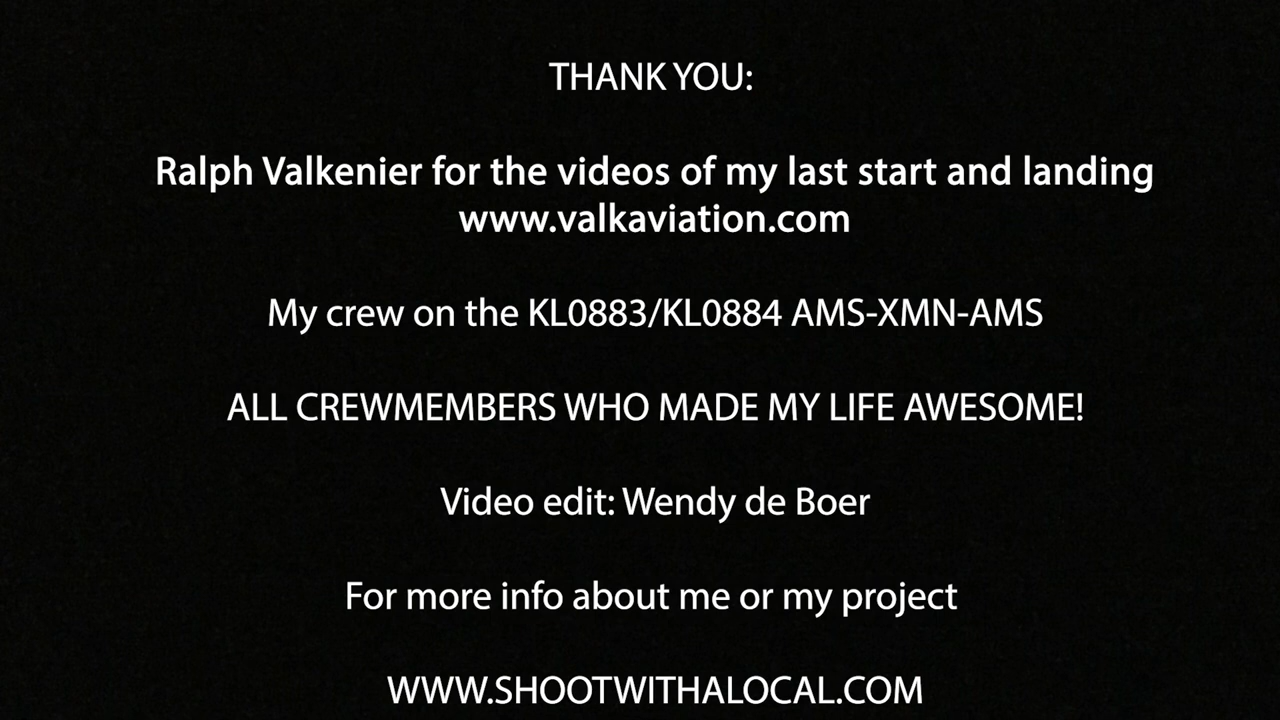 THANK YOU:
Ralph Valkenier for the videos of my last start and landing
www.valkaviation.com
My crew on the KL0883/KL0884 AMS-XMN-AMS
ALL CREWMEMBERS WHO MADE MY LIFE AWESOME!
Video edit: Wendy de Boer
For more info about me or my project
WWW.SHOOTWITHALOCAL.COM